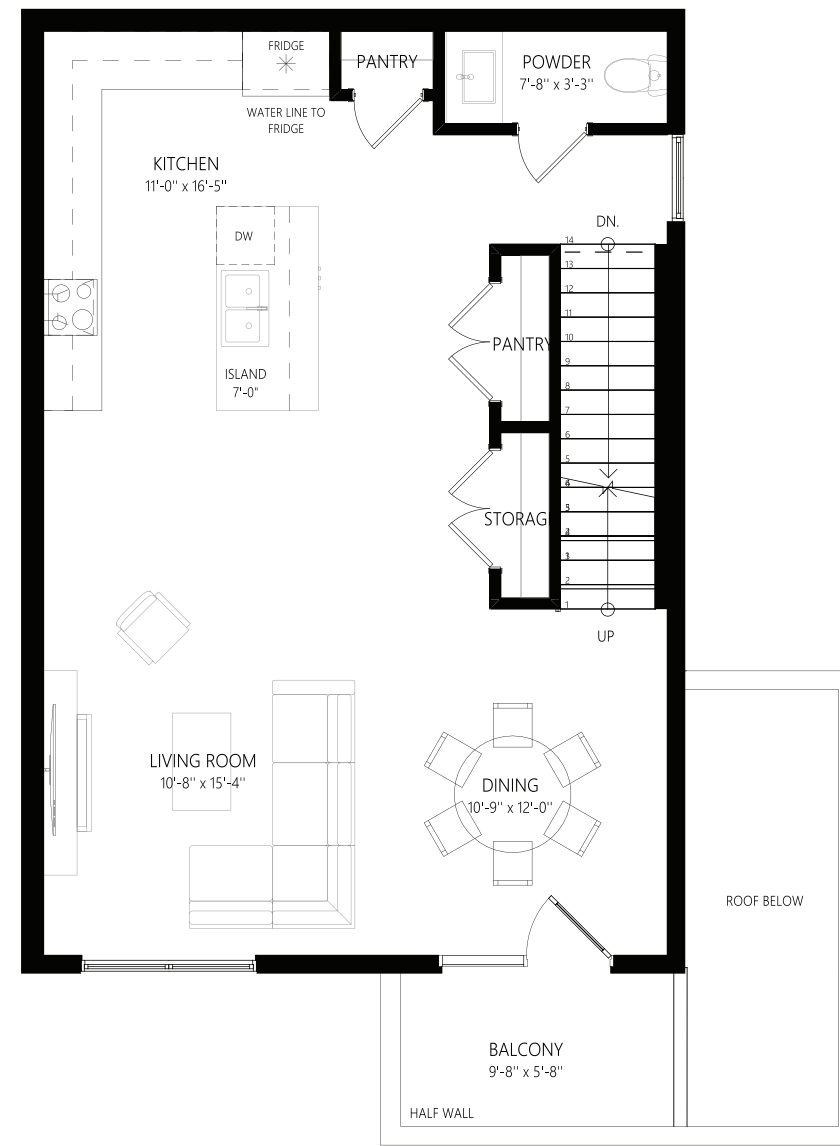 FRIDGE
PANTRY
POWDER
7'-8" x 3'-3"
WATER LINE TO
FRIDGE
KITCHEN
11'-0" x 16'-5"
DW
DN.
14
13
12
11
10
9
8
7
6
5
4
3
2
1
2
1
PANTRY
ISLAND
7'-0"
STORAGE
UP
LIVING ROOM
10'-8" x 15'-4"
DINING
10'-9" x 12'-0"
ROOF BELOW
BALCONY
9'-8" x 5'-8"
HALF WALL